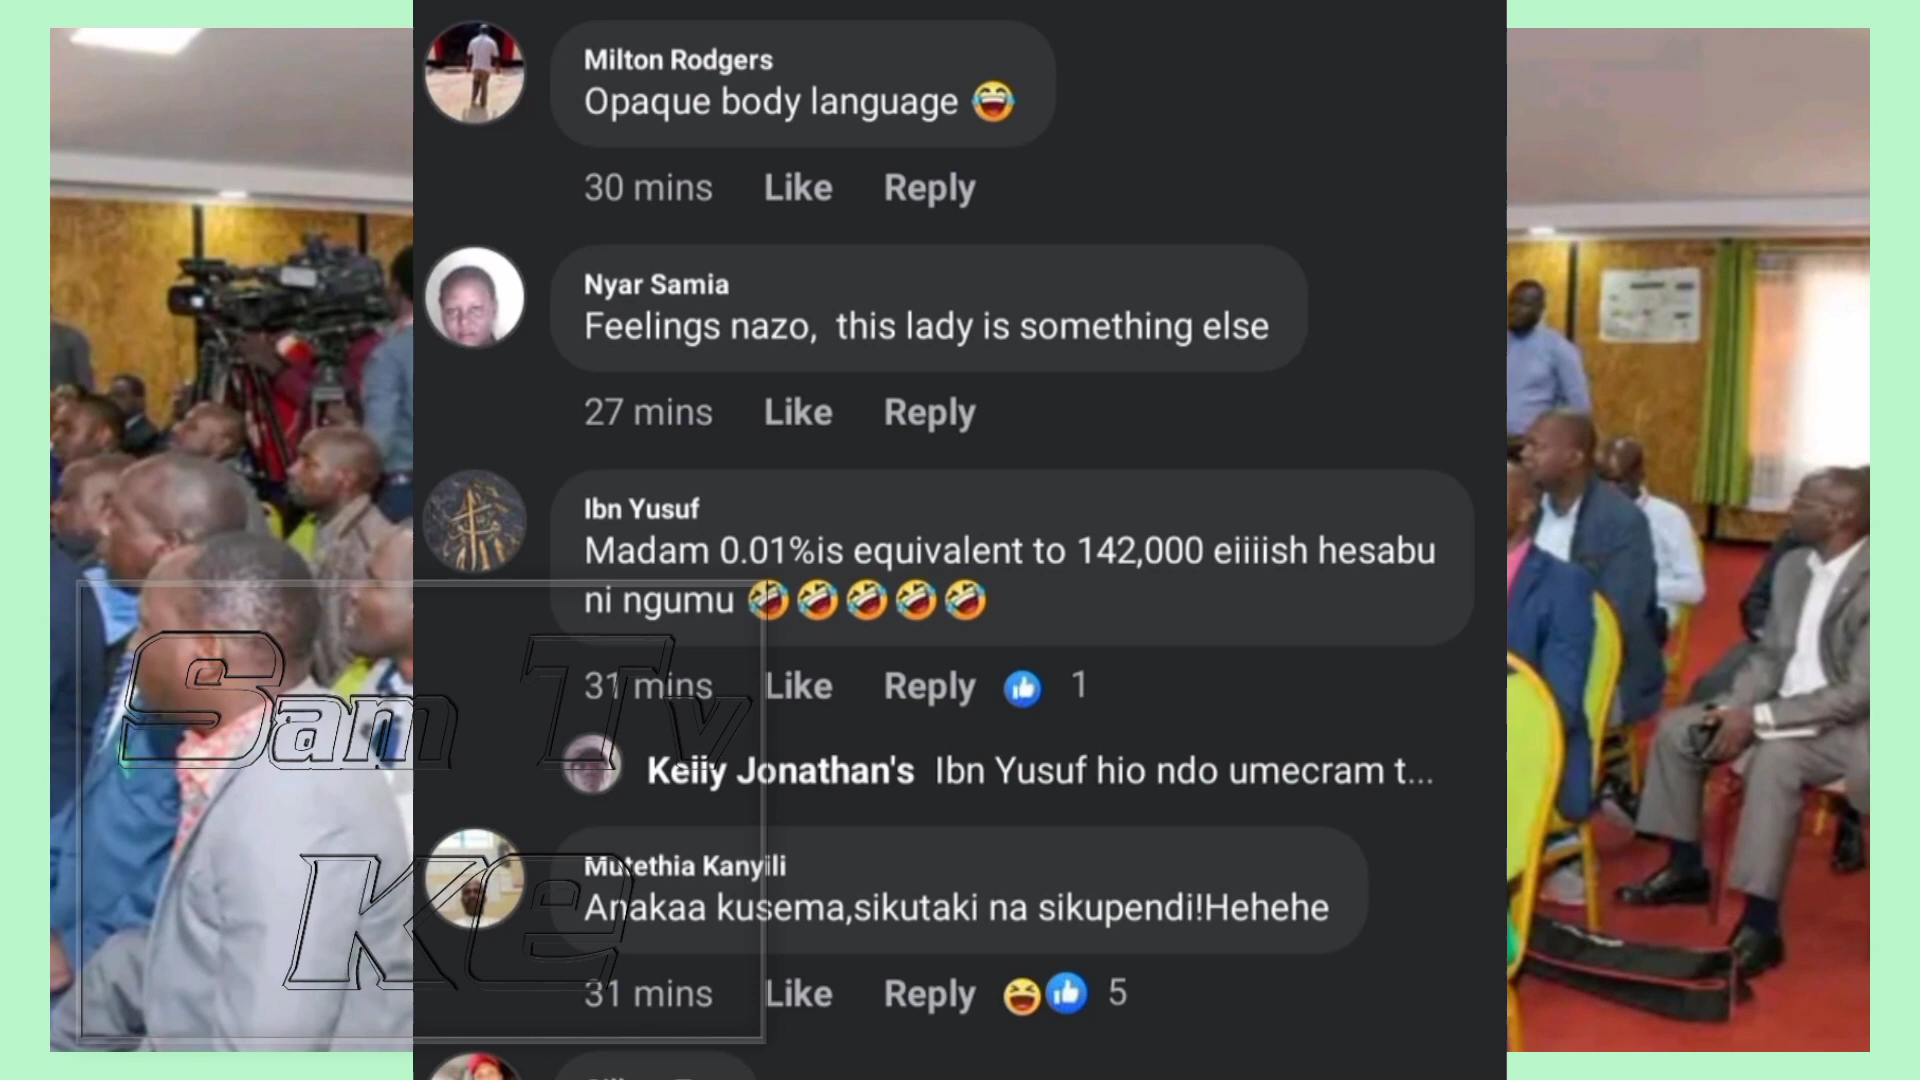 Milton Rodgers
Opaque body language 😂
30 mins Like Reply
Nyar Samia
Feelings nazo, this lady is something else
27 mins Like Reply
Ibn Yusuf
Madam 0.01%is equivalent to 142,000 eiiiish hesabu
ni ngumu 🤣🤣🤣🤣🤣
31 mins Like Reply 1
Keiiy Jonathan's Ibn Yusuf hio ndo umecram t...
Mutethia Kanyili
Anakaa kusema,sikutaki na sikupendi!Hehehe
31 mins Like Reply 5
Sam Tv
Ke